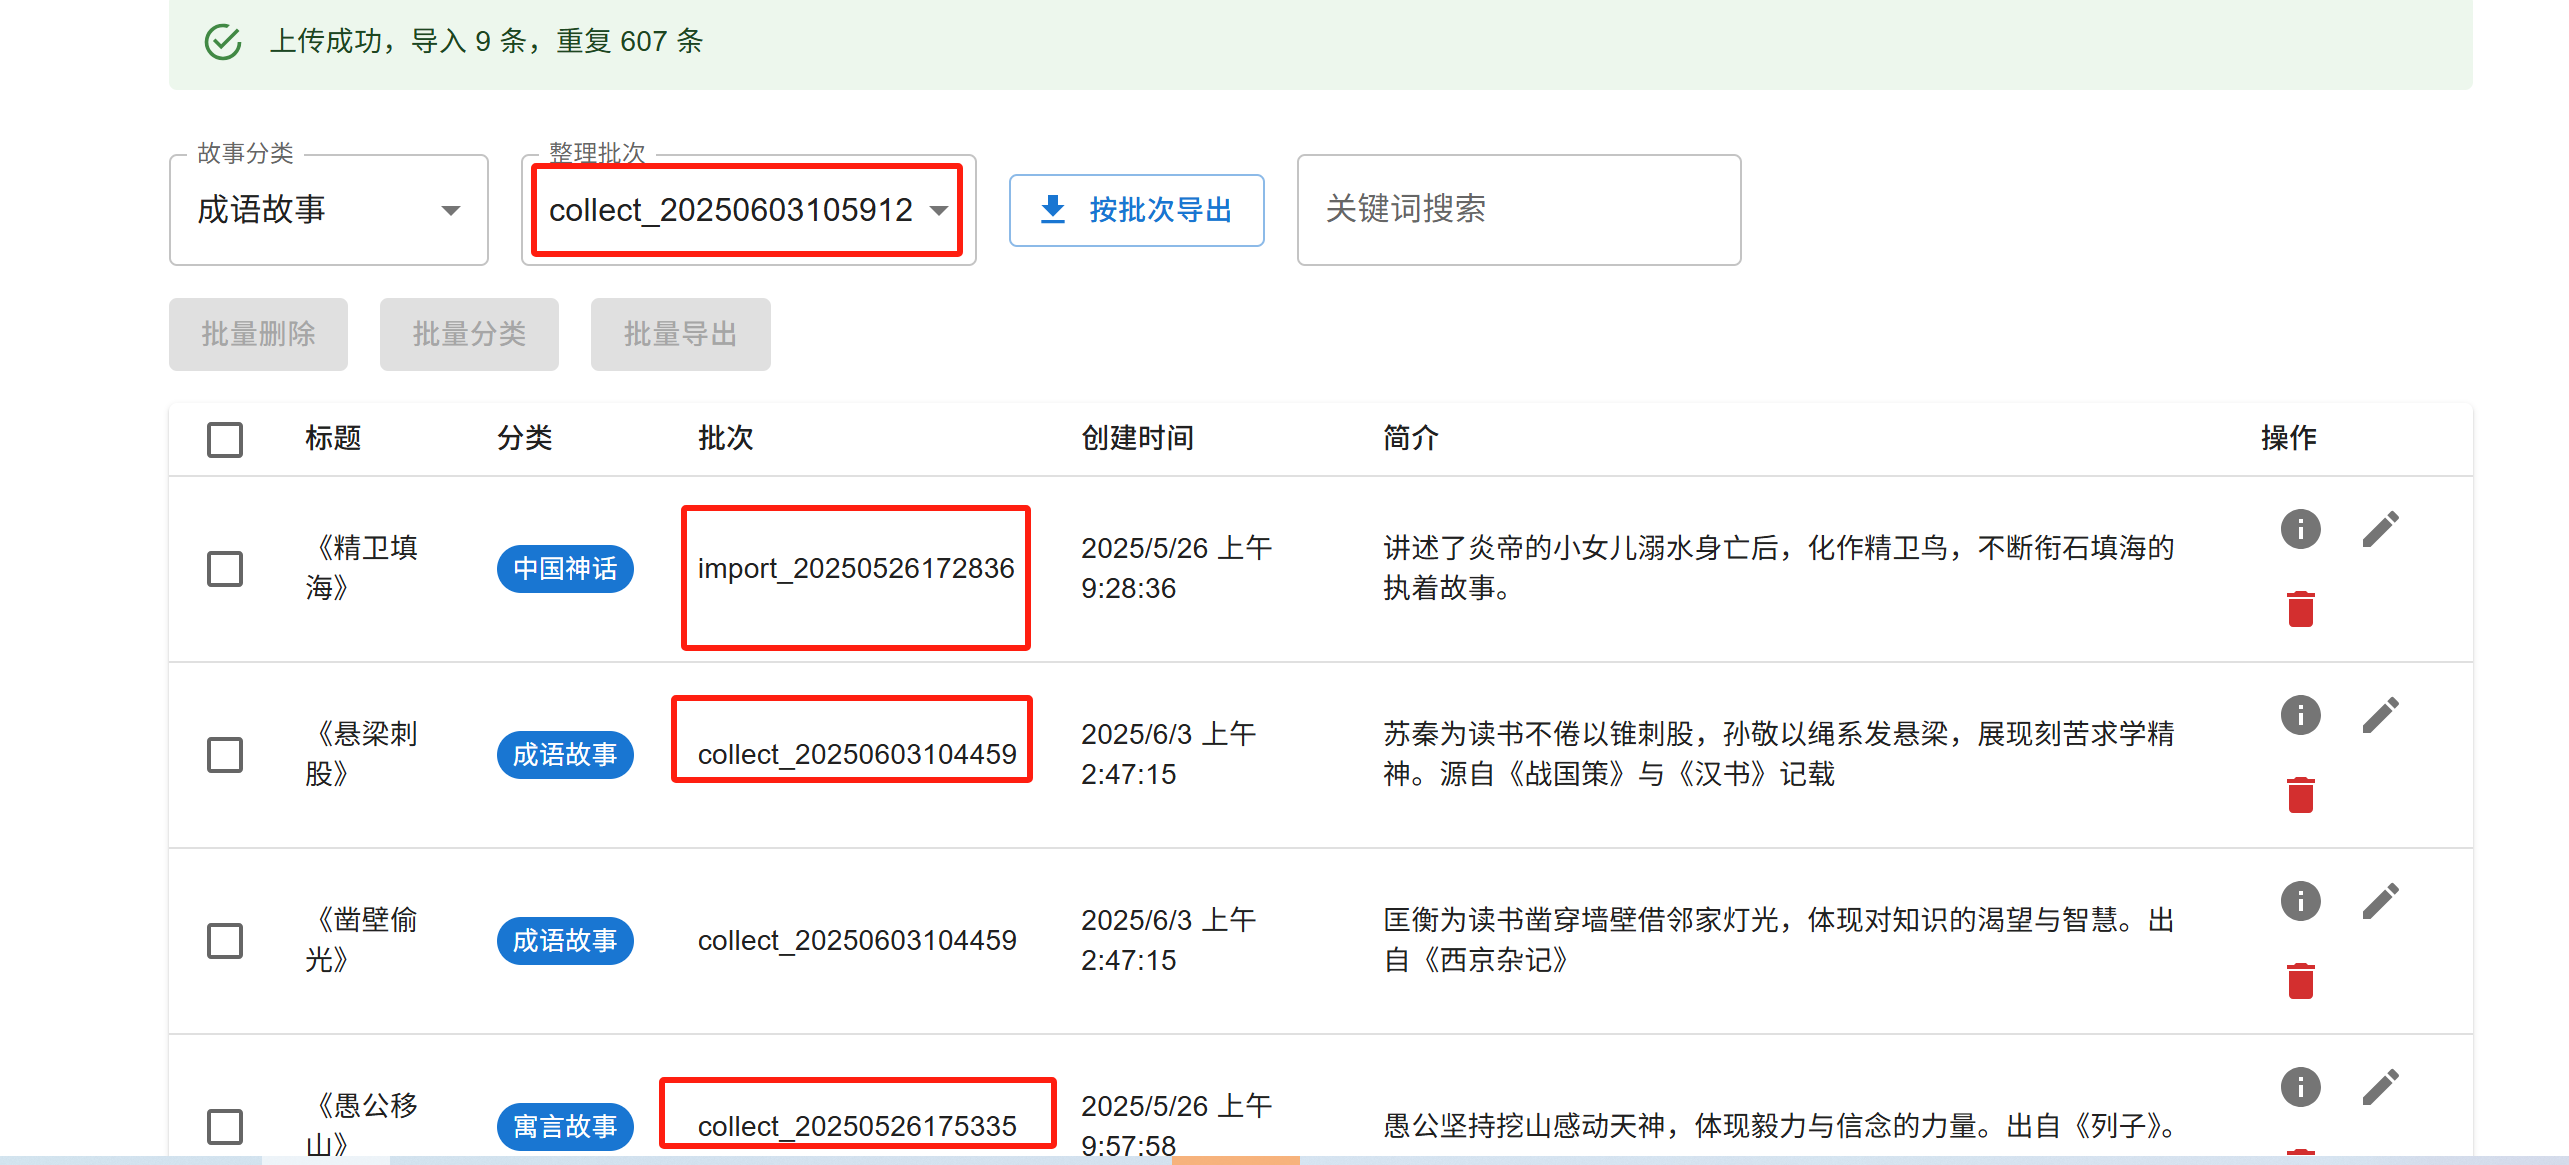 上传成功，导入 9 条，重复 607 条
故事分类
成语故事
整理批次
collect_20250603105912
按批次导出
关键词搜索
批量删除
批量分类
批量导出
标题 分类 批次 创建时间 简介 操作
《精卫填
海》
中国神话
import_20250526172836
2025/5/26 上午
9:28:36
讲述了炎帝的小女儿溺水身亡后，化作精卫鸟，不断衔石填海的
执着故事。
《悬梁刺
股》
成语故事
collect_20250603104459
2025/6/3 上午
2:47:15
苏秦为读书不倦以锥刺股，孙敬以绳系发悬梁，展现刻苦求学精
神。源自《战国策》与《汉书》记载
《凿壁偷
光》
成语故事
collect_20250603104459
2025/6/3 上午
2:47:15
匡衡为读书凿穿墙壁借邻家灯光，体现对知识的渴望与智慧。出
自《西京杂记》
《愚公移
山》
寓言故事
collect_20250526175335
2025/5/26 上午
9:57:58
愚公坚持挖山感动天神，体现毅力与信念的力量。出自《列子》。